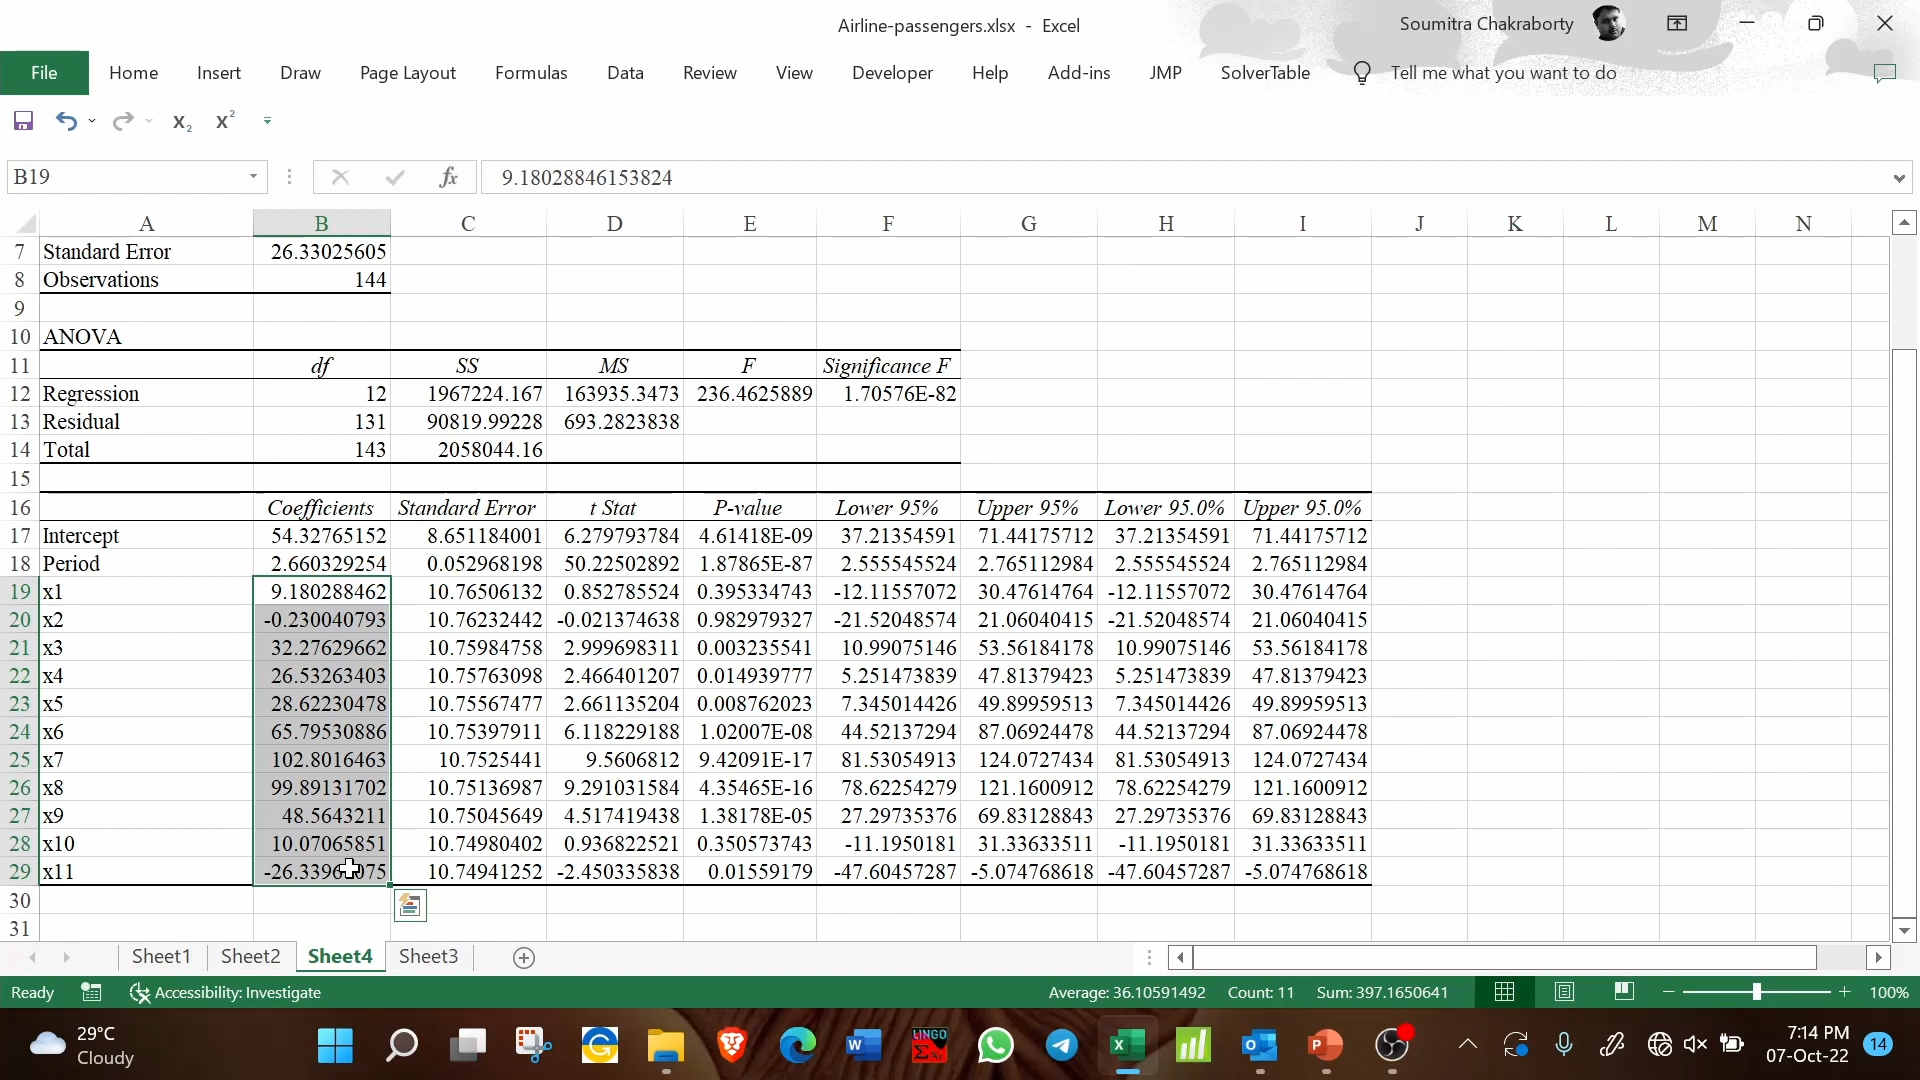 Airline-passengers.xlsx - Excel
Soumitra Chakraborty
File Home Insert Draw Page Layout Formulas Data Review View Developer Help Add-ins JMP SolverTable Tell me what you want to do
X₂ X²
B19 fx 9.18028846153824
A B C D E F G H I J K L M N
7 Standard Error 26.33025605
8 Observations 144
9
10 ANOVA
11 df SS MS F Significance F
12 Regression 12 1967224.167 163935.3473 236.4625889 1.70576E-82
13 Residual 131 90819.99228 693.2823838
14 Total 143 2058044.16
15
16 Coefficients Standard Error t Stat P-value Lower 95% Upper 95% Lower 95.0% Upper 95.0%
17 Intercept 54.32765152 8.651184001 6.279793784 4.61418E-09 37.21354591 71.44175712 37.21354591 71.44175712
18 Period 2.660329254 0.052968198 50.22502892 1.87865E-87 2.555545524 2.765112984 2.555545524 2.765112984
19 x1 9.180288462 10.76506132 0.852785524 0.395334743 -12.11557072 30.47614764 -12.11557072 30.47614764
20 x2 -0.230040793 10.76232442 -0.021374638 0.982979327 -21.52048574 21.06040415 -21.52048574 21.06040415
21 x3 32.27629662 10.75984758 2.999698311 0.003235541 10.99075146 53.56184178 10.99075146 53.56184178
22 x4 26.53263403 10.75763098 2.466401207 0.014939777 5.251473839 47.81379423 5.251473839 47.81379423
23 x5 28.62230478 10.75567477 2.661135204 0.008762023 7.345014426 49.89959513 7.345014426 49.89959513
24 x6 65.79530886 10.75397911 6.118229188 1.02007E-08 44.52137294 87.06924478 44.52137294 87.06924478
25 x7 102.8016463 10.7525441 9.5606812 9.42091E-17 81.53054913 124.0727434 81.53054913 124.0727434
26 x8 99.89131702 10.75136987 9.291031584 4.35465E-16 78.62254279 121.1600912 78.62254279 121.1600912
27 x9 48.5643211 10.75045649 4.517419438 1.38178E-05 27.29735376 69.83128843 27.29735376 69.83128843
28 x10 10.07065851 10.74980402 0.936822521 0.350573743 -11.1950181 31.33633511 -11.1950181 31.33633511
29 x11 10.74941252 -2.450335838 0.01559179 -47.60457287 -5.074768618 -47.60457287 -5.074768618
30
31
Sheet1 Sheet2 Sheet4 Sheet3
Ready Accessibility: Investigate Average: 36.10591492 Count: 11 Sum: 397.1650641 100%
29°C
Cloudy
LINGO
7:14 PM
07-Oct-22
14